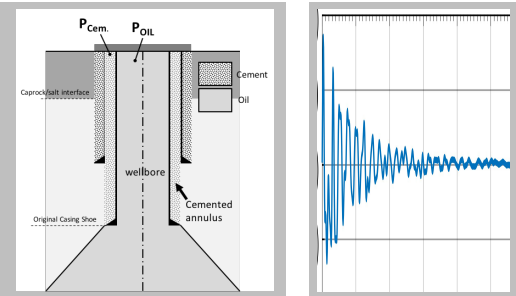 PCem. POIL
Cement
Caprock/salt interface
Oil
wellbore
Cemented
annulus
Original Casing Shoe